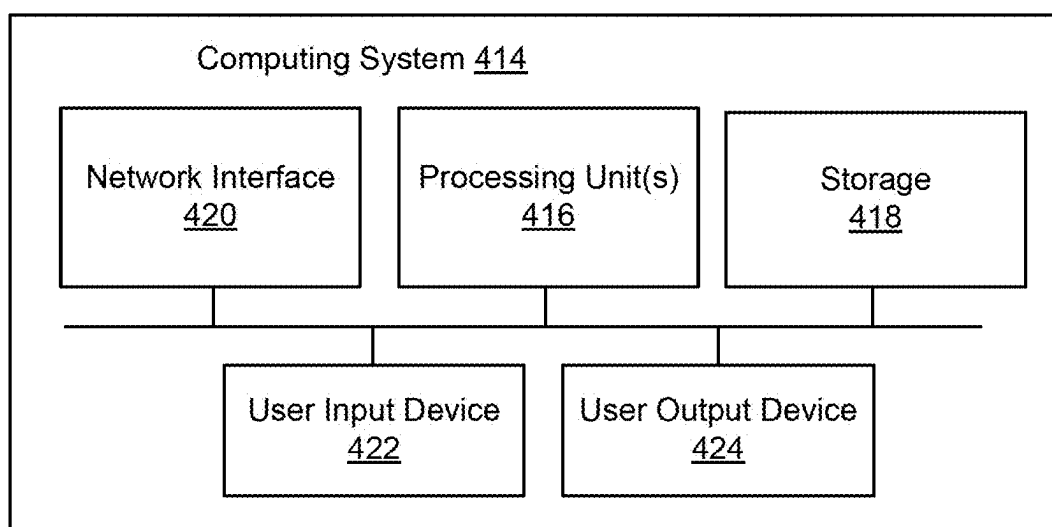 Computing System 414
Network Interface
420
Processing Unit(s)
416
Storage
418
User Input Device
422
User Output Device
424